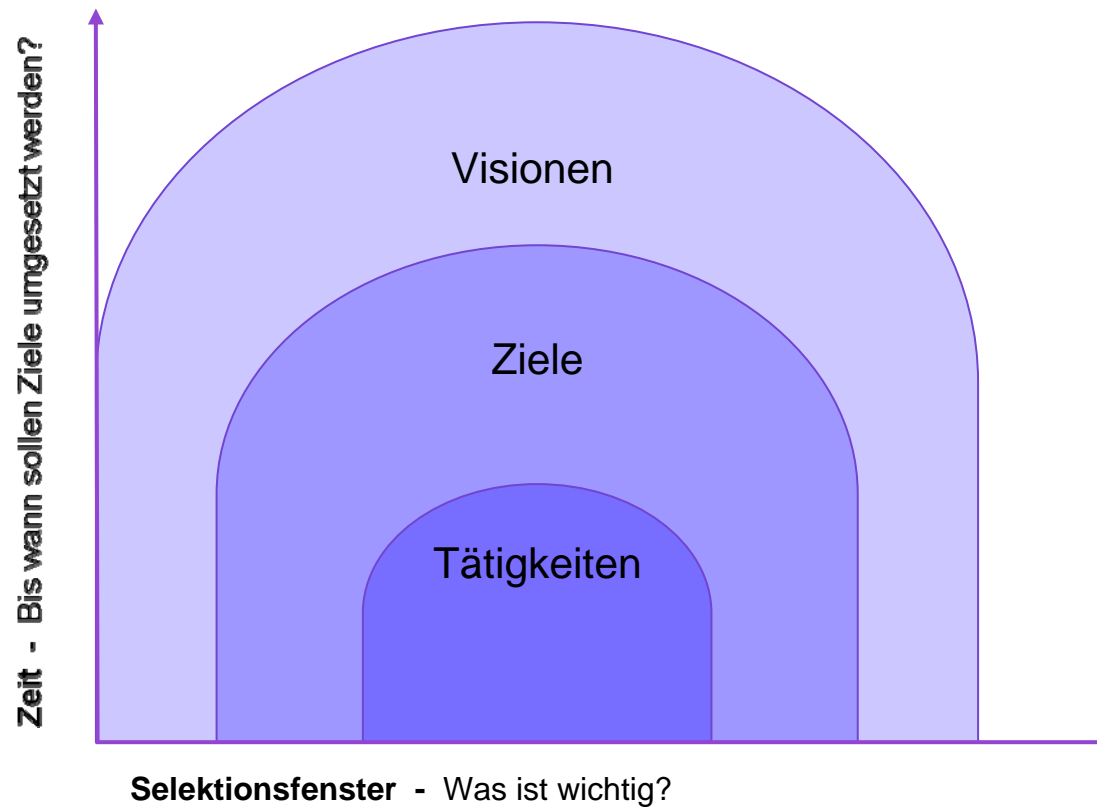 Zeit - Bis wann sollen Ziele umgesetzt werden?
Visionen
Ziele
Tätigkeiten
Selektionsfenster - Was ist wichtig?